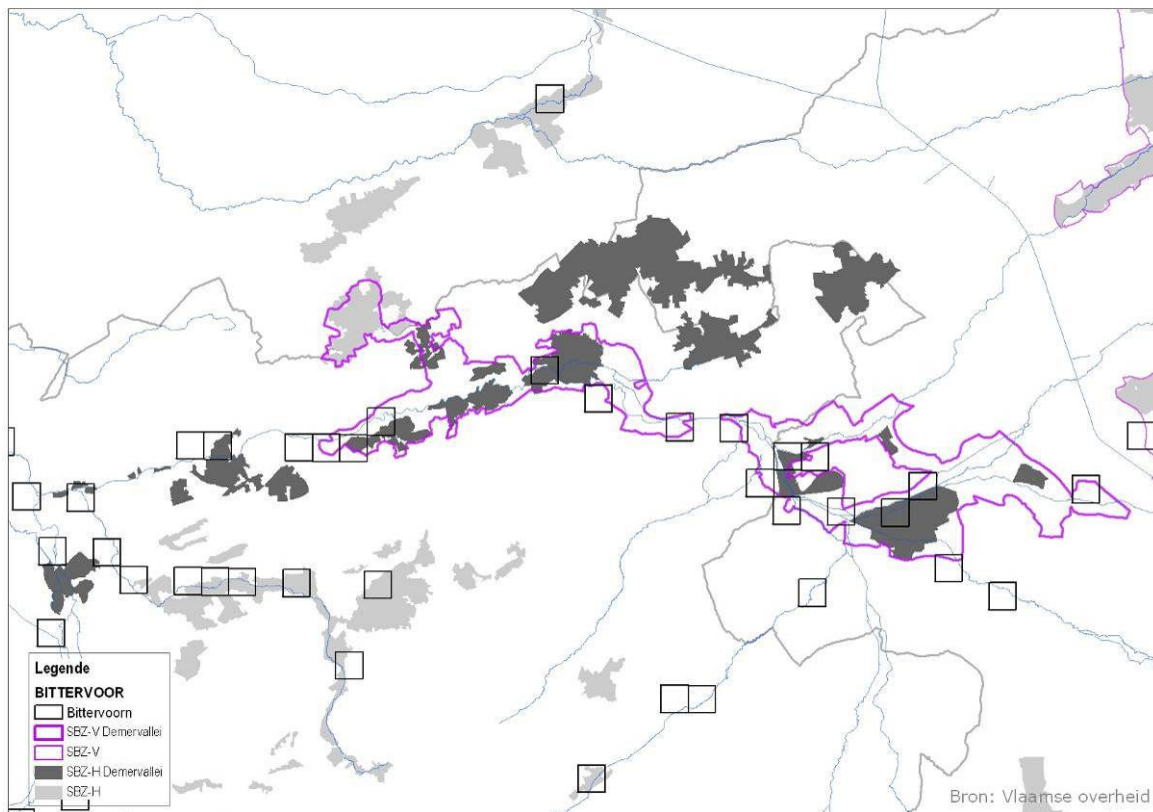 Legende
BITTERVOOR
Bittervoorn
SBZ-V Demervallei
SBZ-V
SBZ-H Demervallei
SBZ-H
Bron: Vlaamse overheid